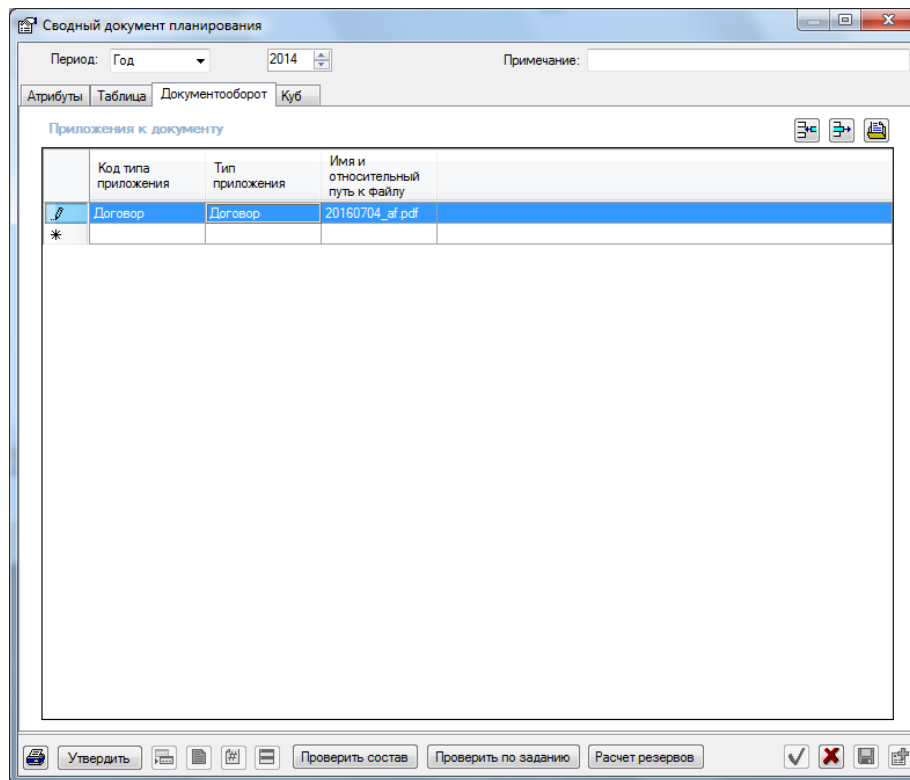 Сводный документ планирования
Период: Год 2014 Примечание:
Атрибуты Таблица Документооборот Куб
Приложения к документу
Код типа приложения Тип приложения Имя и относительный путь к файлу
Договор Договор 20160704_af.pdf
Утвердить Проверить состав Проверить по заданию Расчет резервов